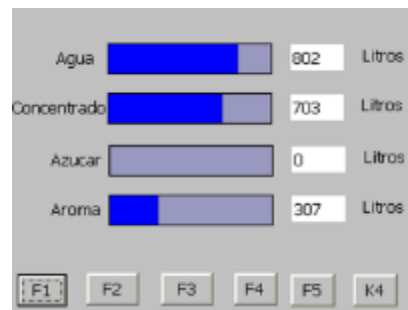 Agua 802 Litros
Concentrado 703 Litros
Azucar 0 Litros
Aroma 307 Litros
F1 F2 F3 F4 F5 K4